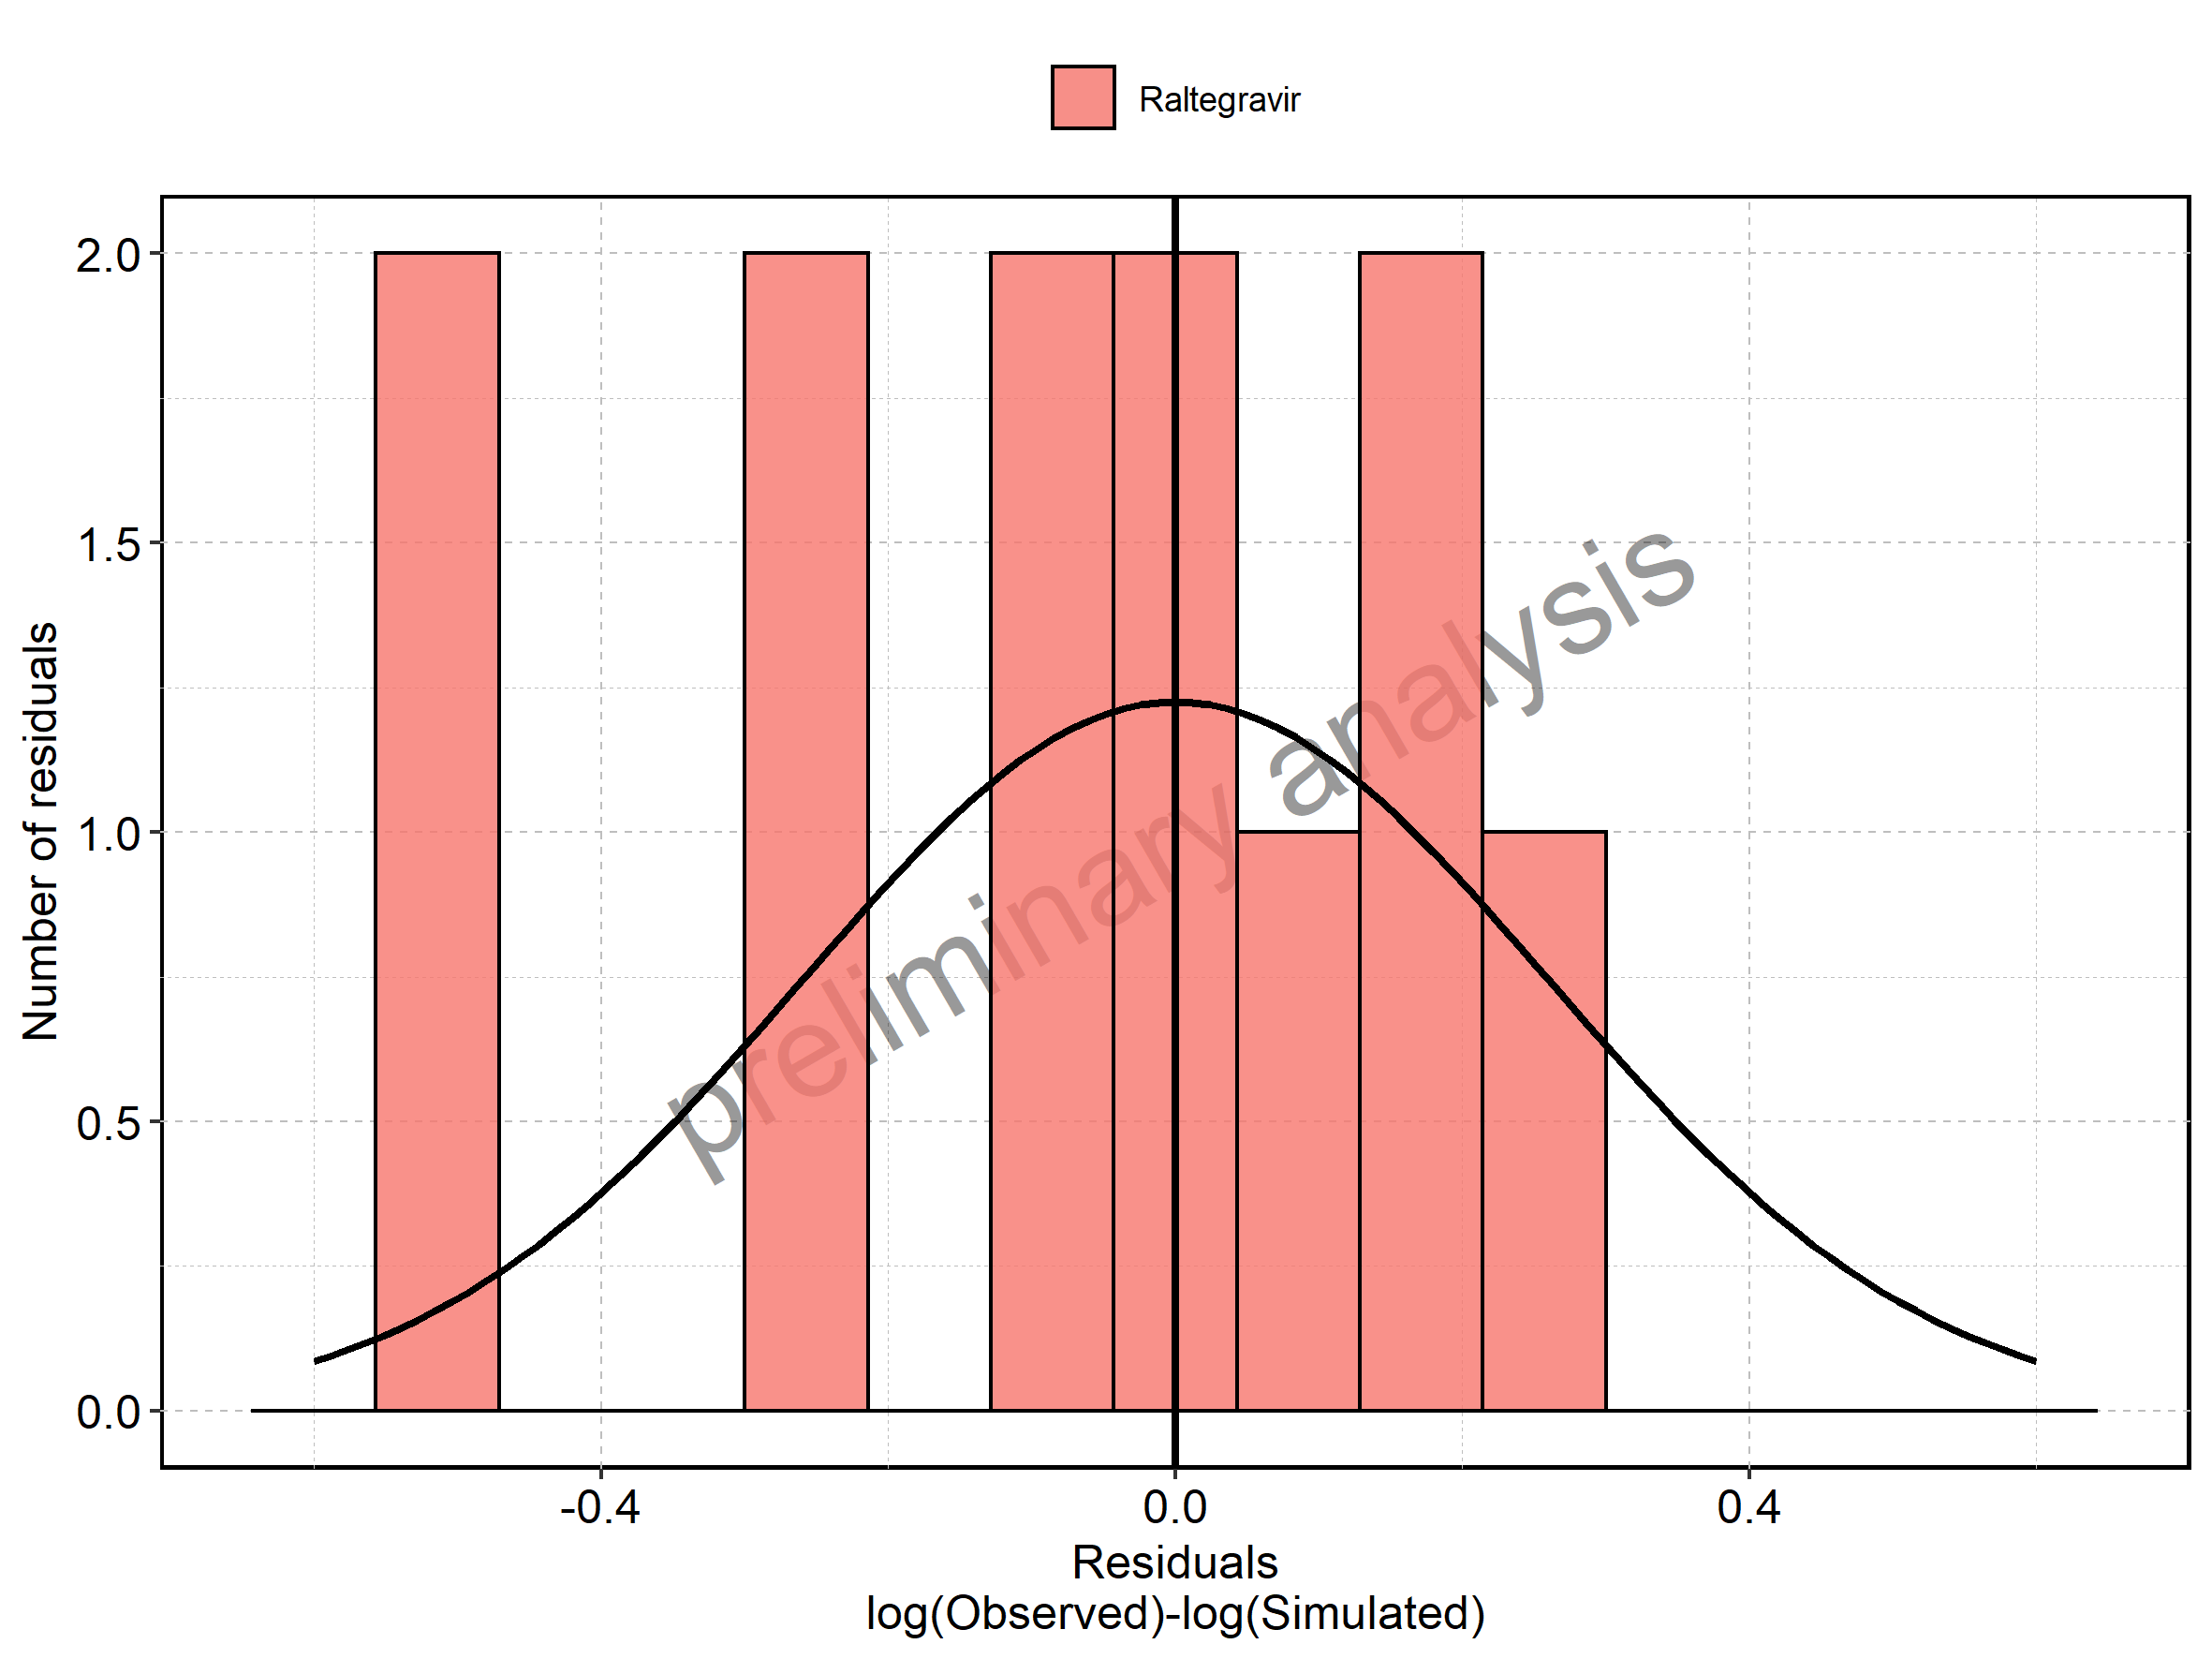 Raltegravir
2.0
1.5
1.0
0.5
0.0
Number of residuals
preliminary analysis
-0.4 0.0 0.4
Residuals
log(Observed)-log(Simulated)